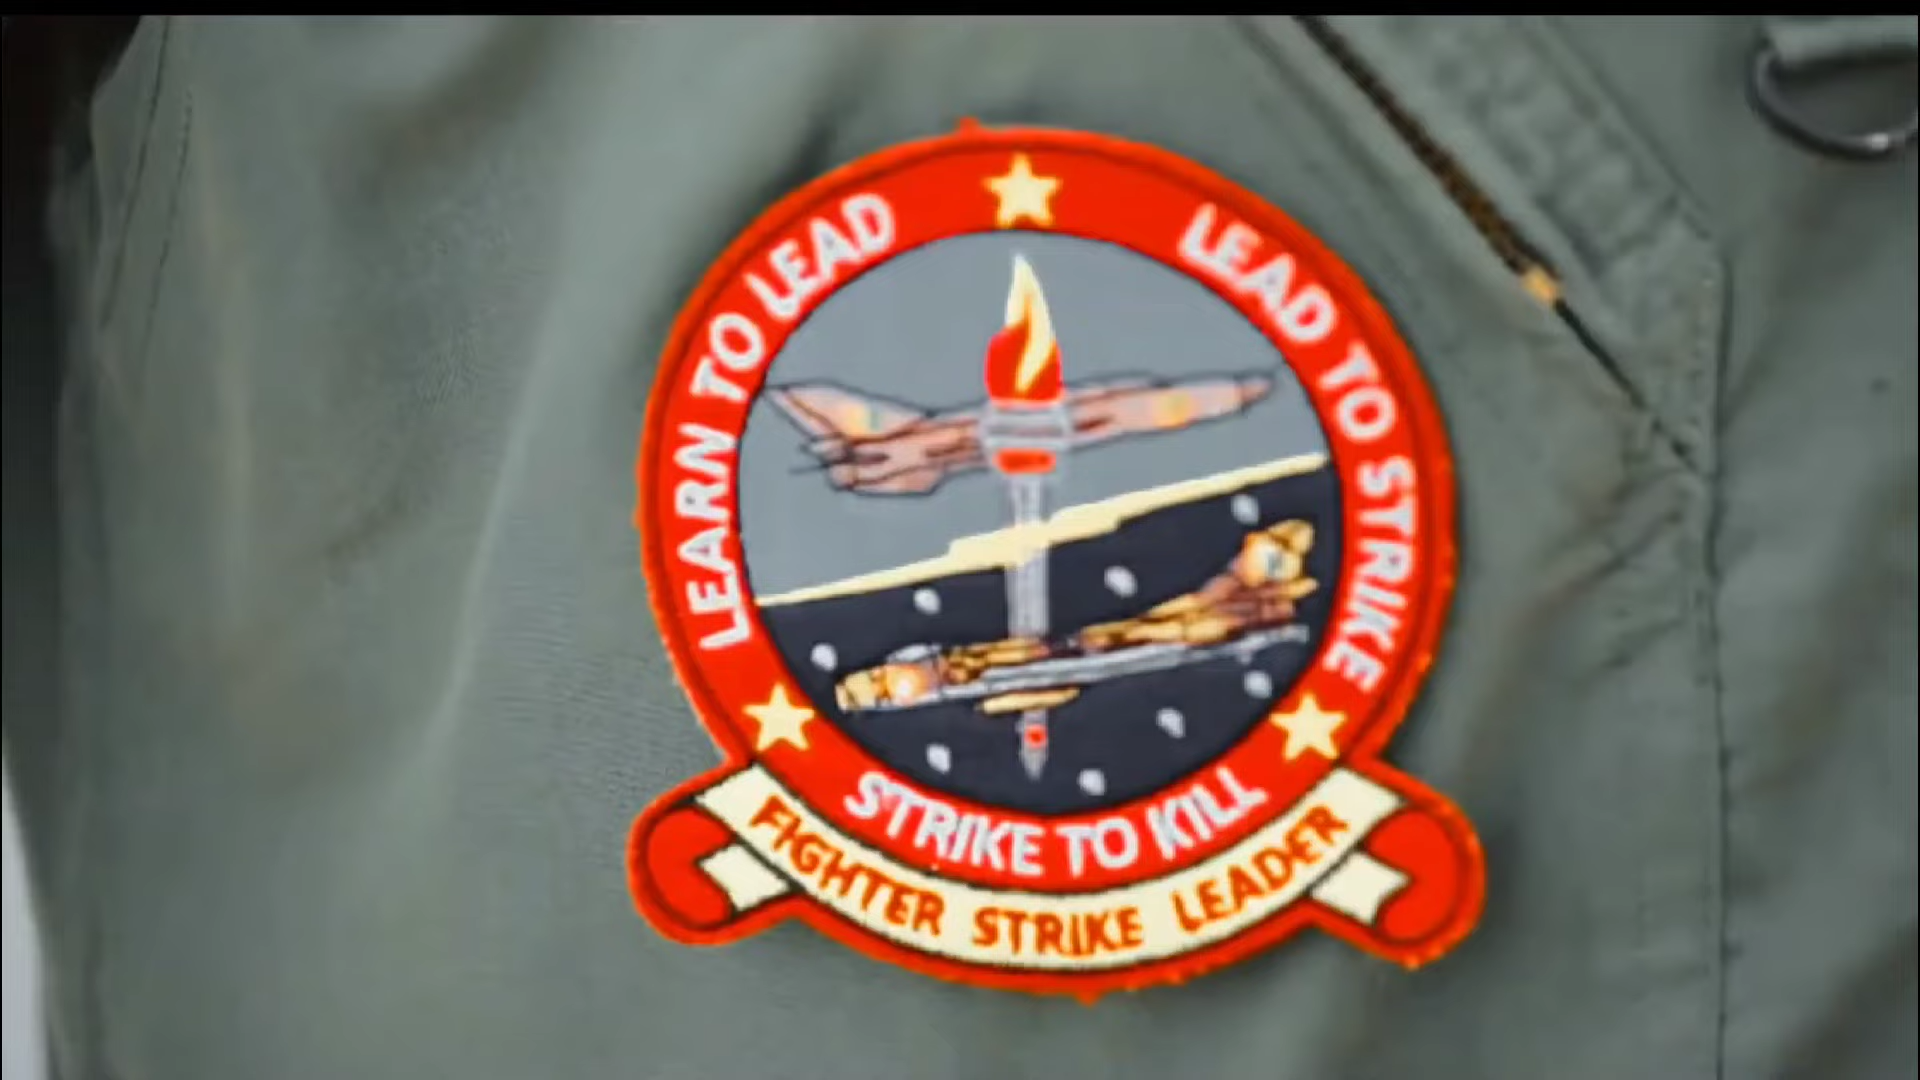 LEARN TO LEAD
LEAD TO STRIKE
STRIKE TO KILL
FIGHTER STRIKE LEADER